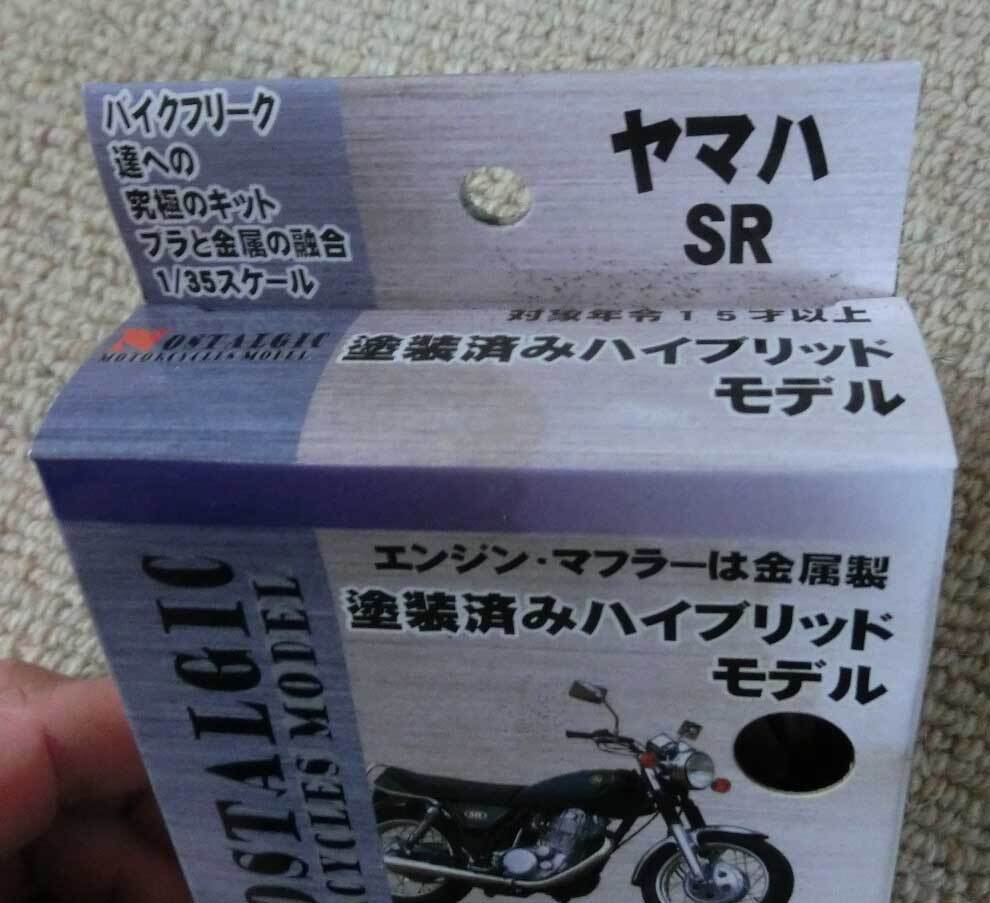 バイクフリーク
達への
究極のキット
プラと金属の融合
1/35スケール
ヤマハ
SR
対象年令15才以上
NOSTALGIC
MOTORCYCLES MODEL
塗装済みハイブリッド
モデル
エンジン・マフラーは金属製
塗装済みハイブリッド
モデル
OSTALGIC
CYCLES MODEL